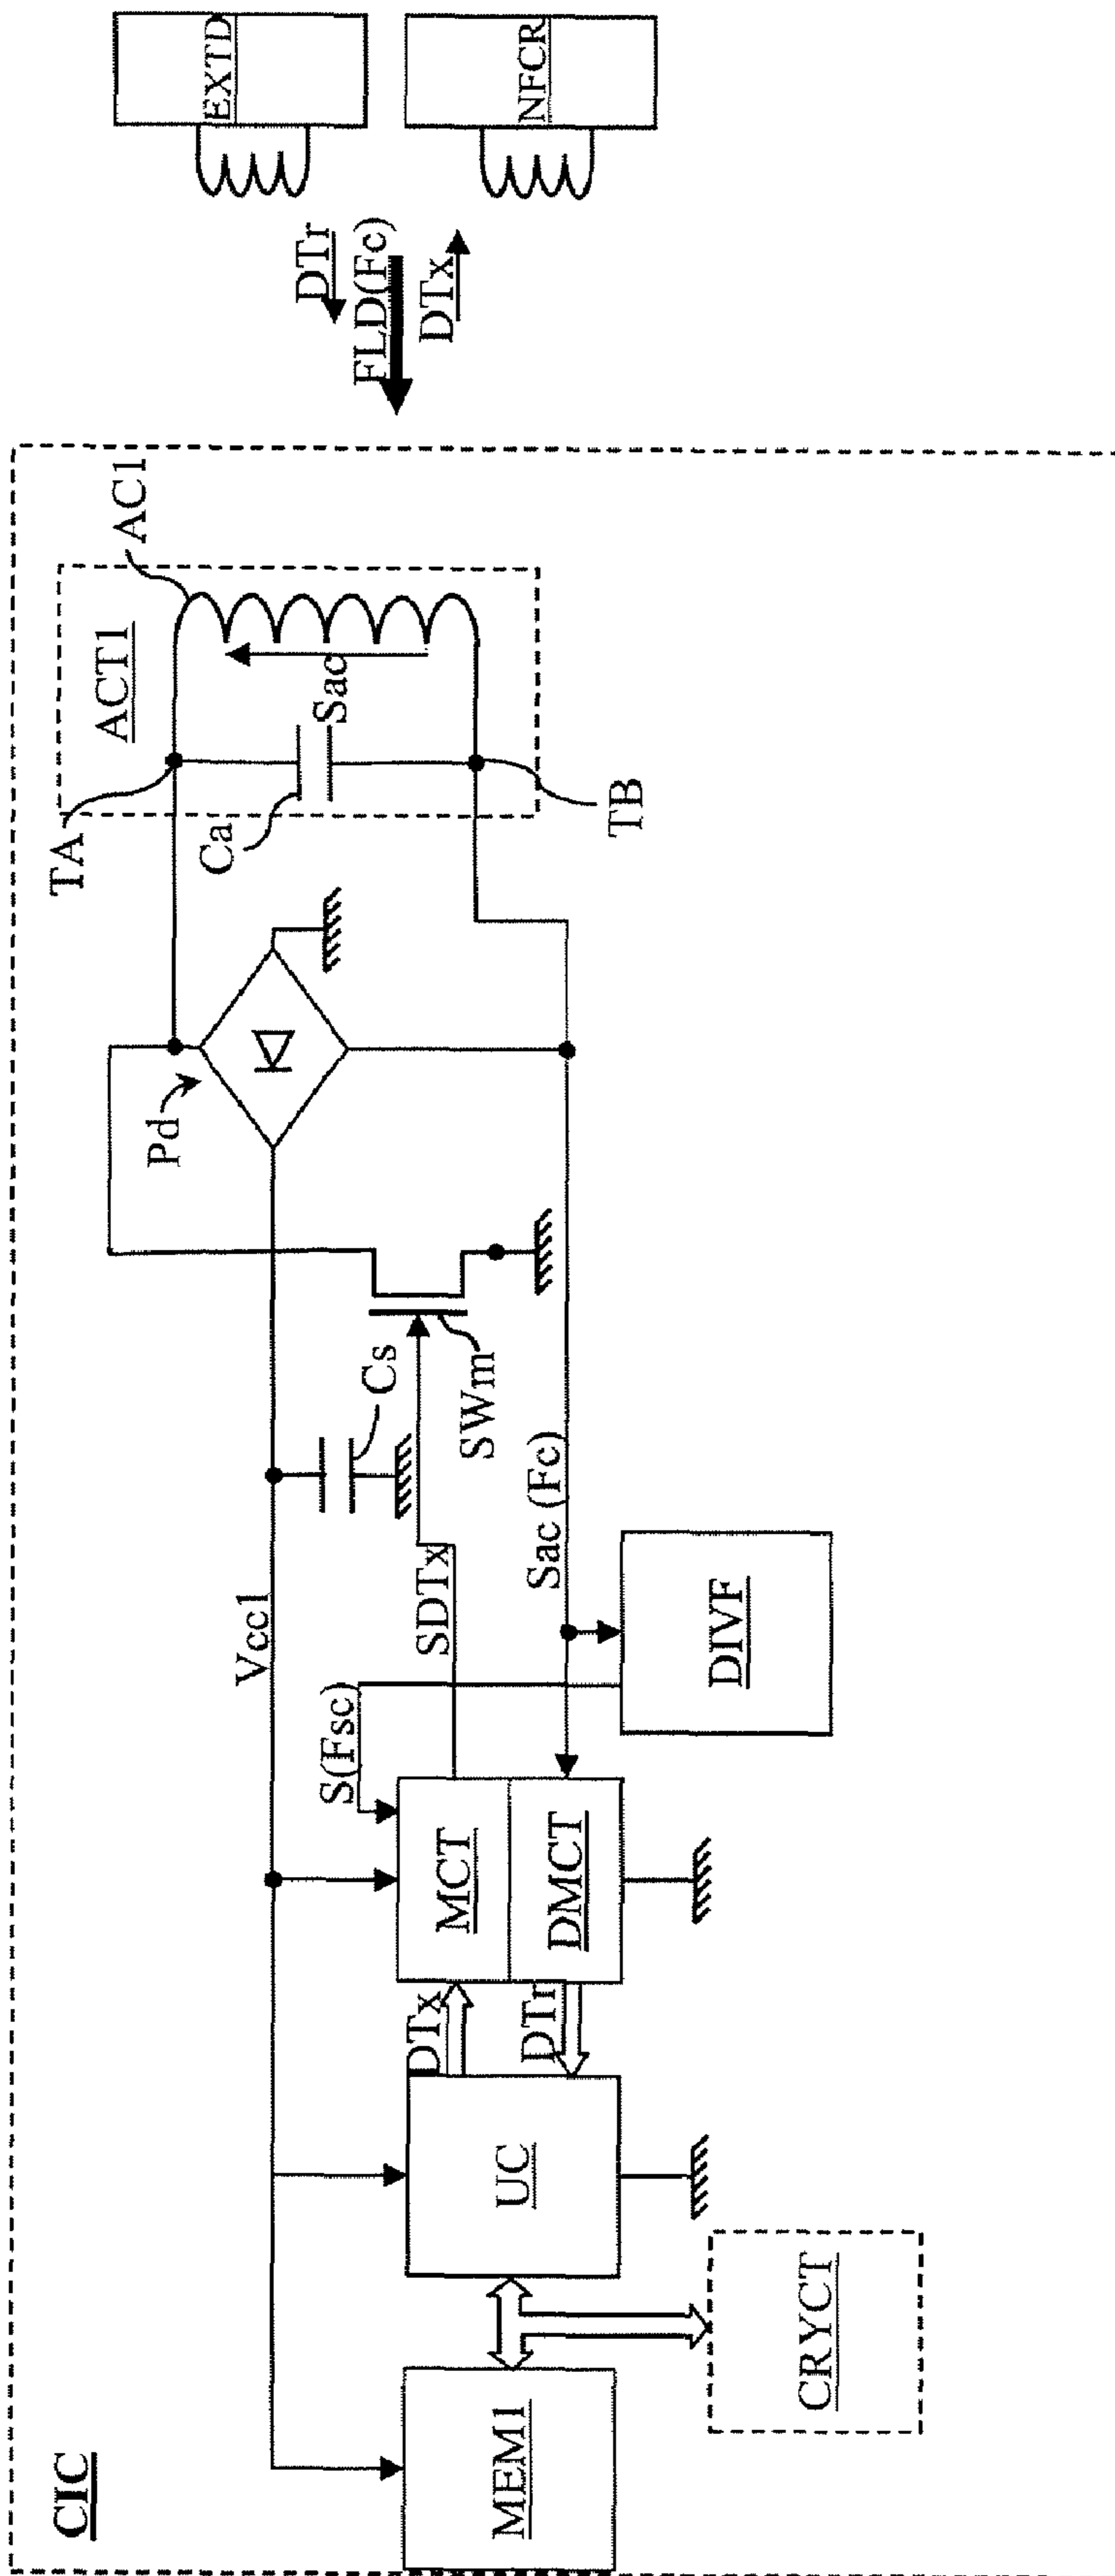 CIC
MEM1
CRYCT
UC
DTx
DTr
MCT
DMCT
S(Fsc)
Vcc1
SDTx
DIVF
Sac (Fc)
Cs
SWm
Pd
TA
Ca
TB
ACT1
Sac
AC1
DTr
FLD(Fc)
DTx
EXTD
NFCR